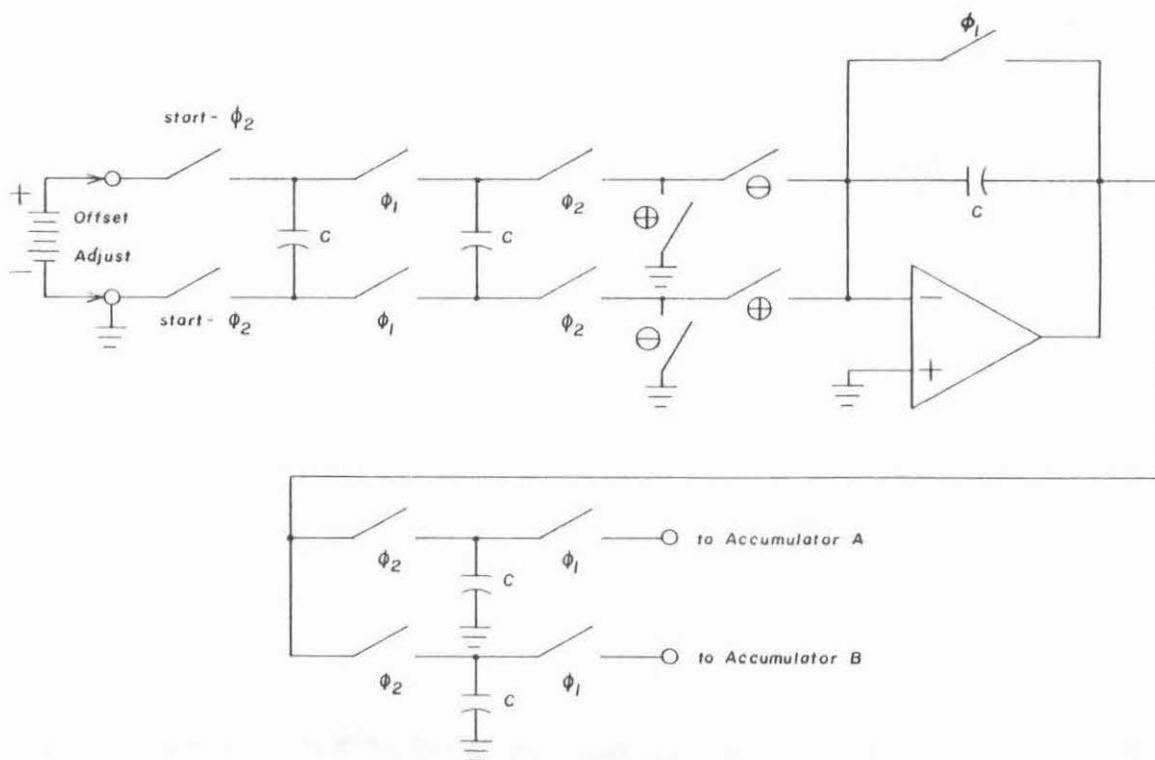 ϕ1
start- ϕ2
+
Offset
Adjust
−
C
ϕ1
C
ϕ2
⊕
⊖
start- ϕ2
ϕ1
ϕ2
⊖
⊕
C
−
+
ϕ2
C
ϕ1
to Accumulator A
ϕ2
C
ϕ1
to Accumulator B